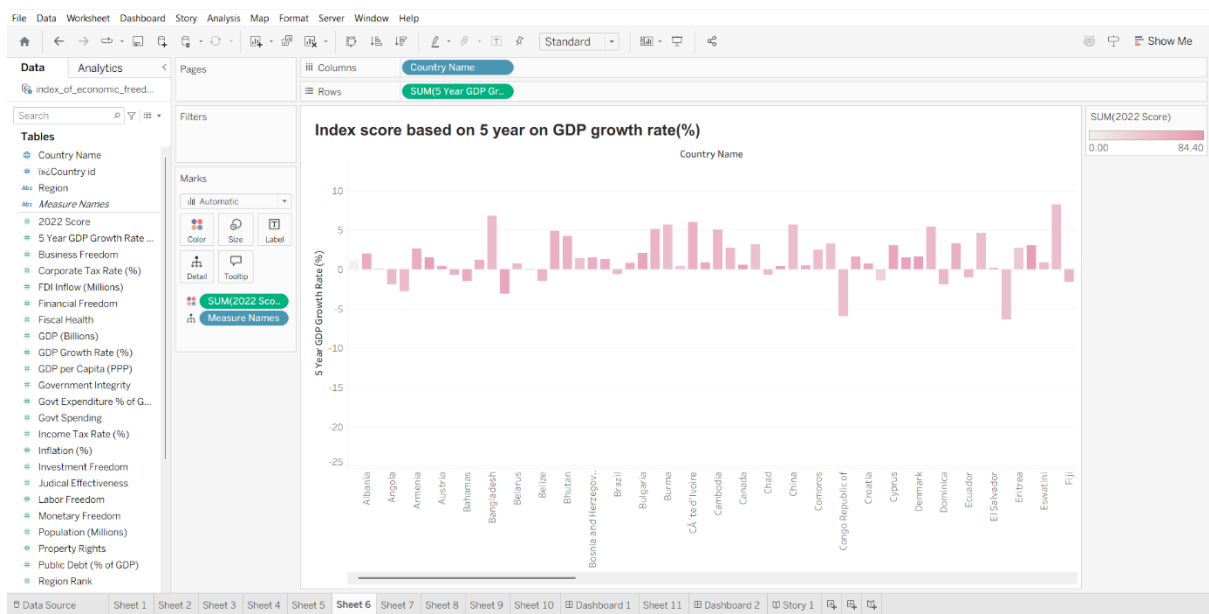 File Data Worksheet Dashboard Story Analysis Map Format Server Window Help
Standard
Show Me
Data Analytics
index_of_economic_freed...
Search
Tables
Country Name
ï»¿Country id
Abc Region
Abc Measure Names
# 2022 Score
# 5 Year GDP Growth Rate ...
# Business Freedom
# Corporate Tax Rate (%)
# FDI Inflow (Millions)
# Financial Freedom
# Fiscal Health
# GDP (Billions)
# GDP Growth Rate (%)
# GDP per Capita (PPP)
# Government Integrity
# Govt Expenditure % of G...
# Govt Spending
# Income Tax Rate (%)
# Inflation (%)
# Investment Freedom
# Judical Effectiveness
# Labor Freedom
# Monetary Freedom
# Population (Millions)
# Property Rights
# Public Debt (% of GDP)
# Region Rank
Pages
Filters
Marks
Automatic
Color Size Label
Detail Tooltip
SUM(2022 Sco..
Measure Names
Columns Country Name
Rows SUM(5 Year GDP Gr..
Index score based on 5 year on GDP growth rate(%)
Country Name
5 Year GDP Growth Rate (%)
10
5
0
-5
-10
-15
-20
-25
Albania
Angola
Armenia
Austria
Bahamas
Bangladesh
Belarus
Belize
Bhutan
Bosnia and Herzegov..
Brazil
Bulgaria
Burma
CÃ´te d'Ivoire
Cambodia
Canada
Chad
China
Comoros
Congo Republic of
Croatia
Cyprus
Denmark
Dominica
Ecuador
El Salvador
Eritrea
Eswatini
Fiji
SUM(2022 Score)
0.00 84.40
Data Source Sheet 1 Sheet 2 Sheet 3 Sheet 4 Sheet 5 Sheet 6 Sheet 7 Sheet 8 Sheet 9 Sheet 10 Dashboard 1 Sheet 11 Dashboard 2 Story 1